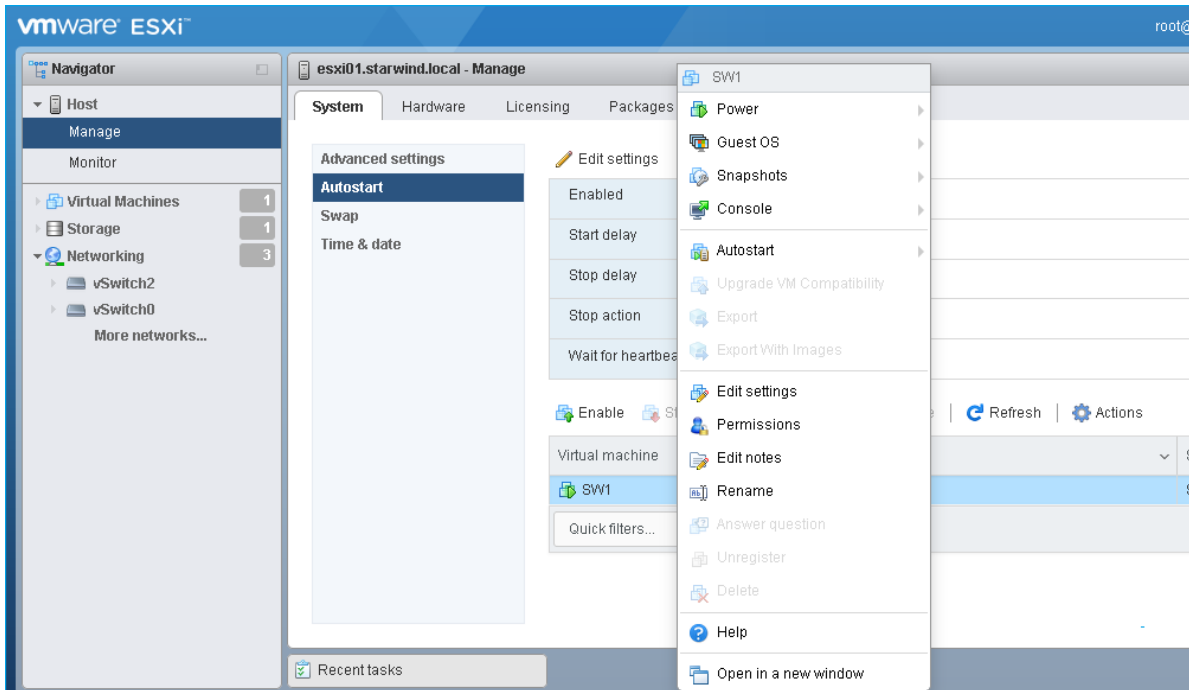 vmware ESXi™
root@
Navigator
Host
Manage
Monitor
Virtual Machines 1
Storage 1
Networking 3
vSwitch2
vSwitch0
More networks...
esxi01.starwind.local - Manage
System Hardware Licensing Packages
Advanced settings
Autostart
Swap
Time & date
Edit settings
Enabled
Start delay
Stop delay
Stop action
Wait for heartbea
Enable St Refresh Actions
Virtual machine
SW1
Quick filters...
SW1
Power
Guest OS
Snapshots
Console
Autostart
Upgrade VM Compatibility
Export
Export With Images
Edit settings
Permissions
Edit notes
Rename
Answer question
Unregister
Delete
Help
Open in a new window
Recent tasks